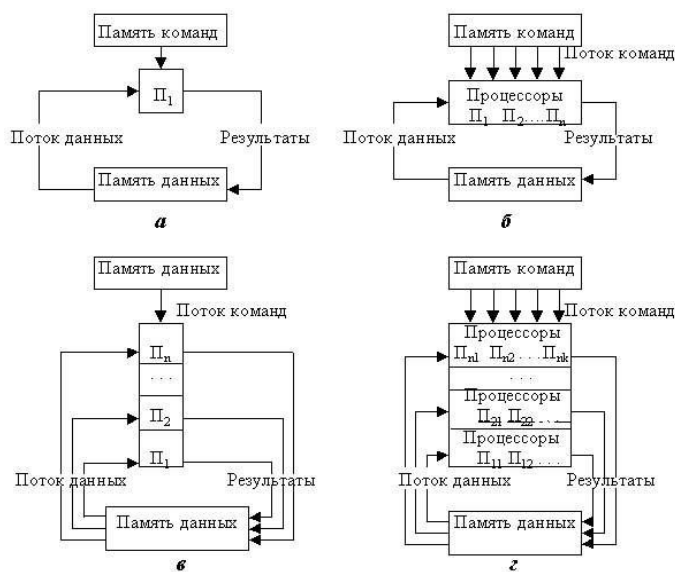 Память команд
П1
Поток данных
Результаты
Память данных
а
Память команд
Поток команд
Процессоры
П1 П2 . . . Пn
Поток данных
Результаты
Память данных
б
Память данных
Поток команд
Пn
. . .
П2
П1
Поток данных
Результаты
Память данных
в
Память команд
Поток команд
Процессоры
Пn1 Пn2 . . . Пnk
. . .
Процессоры
П21 П22 . . .
Процессоры
П11 П12 . . .
Поток данных
Результаты
Память данных
г